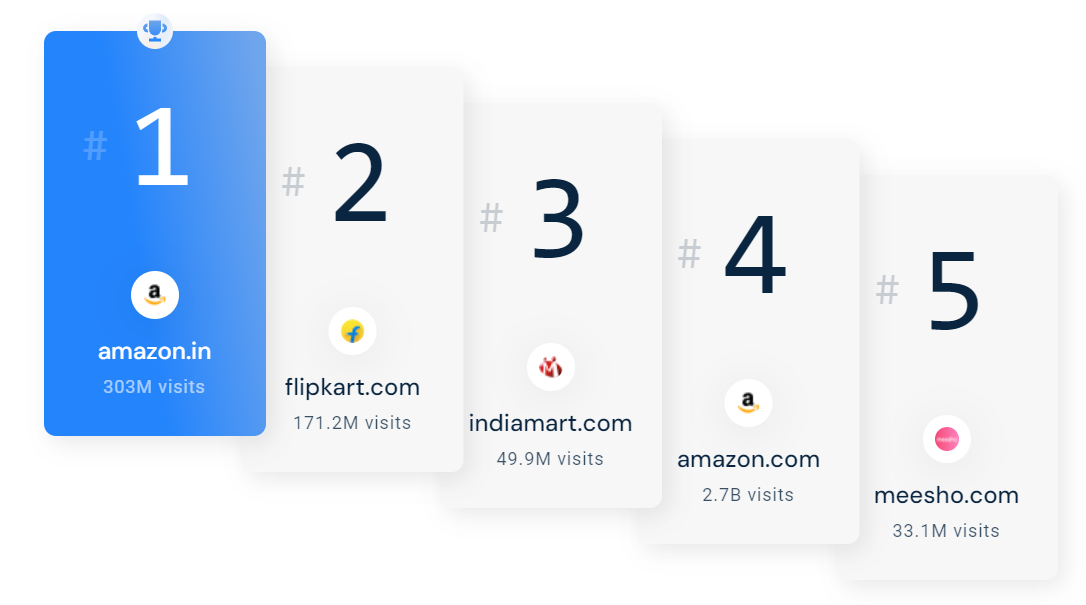 # 1
amazon.in
303M visits
# 2
flipkart.com
171.2M visits
# 3
indiamart.com
49.9M visits
# 4
amazon.com
2.7B visits
# 5
meesho
meesho.com
33.1M visits